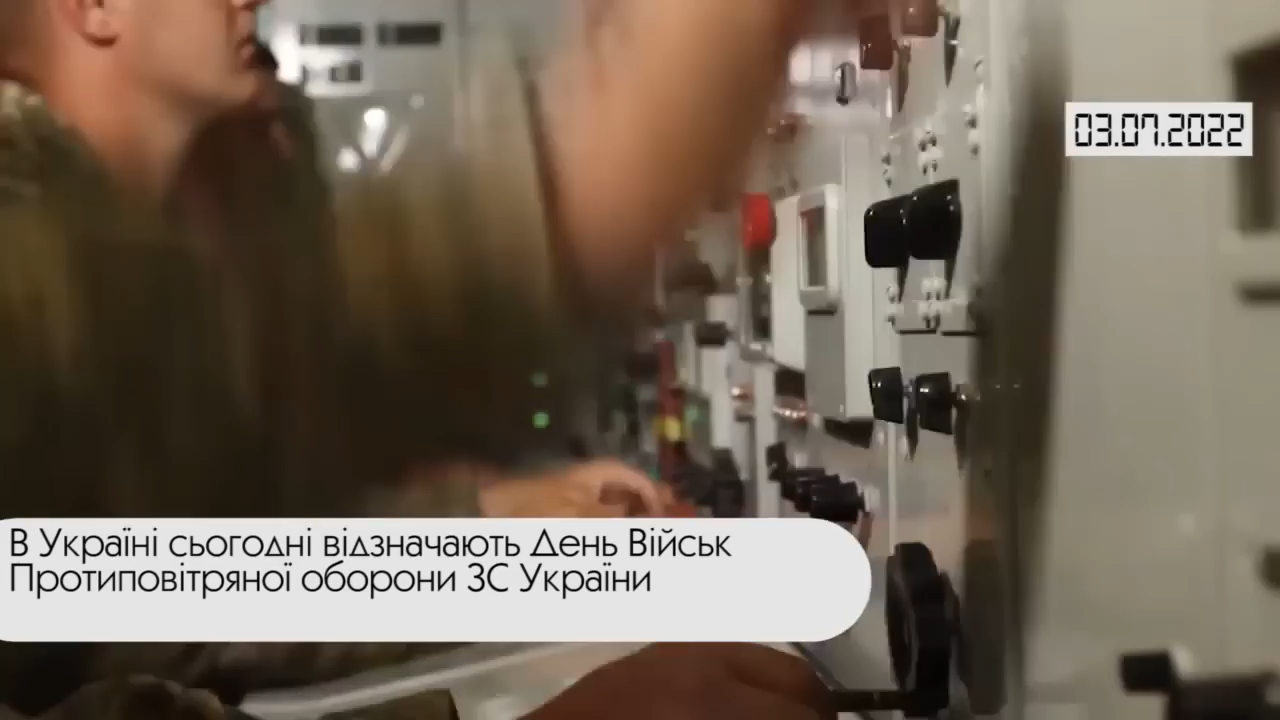 03.07.2022
В Україні сьогодні відзначають День Військ
Протиповітряної оборони ЗС України